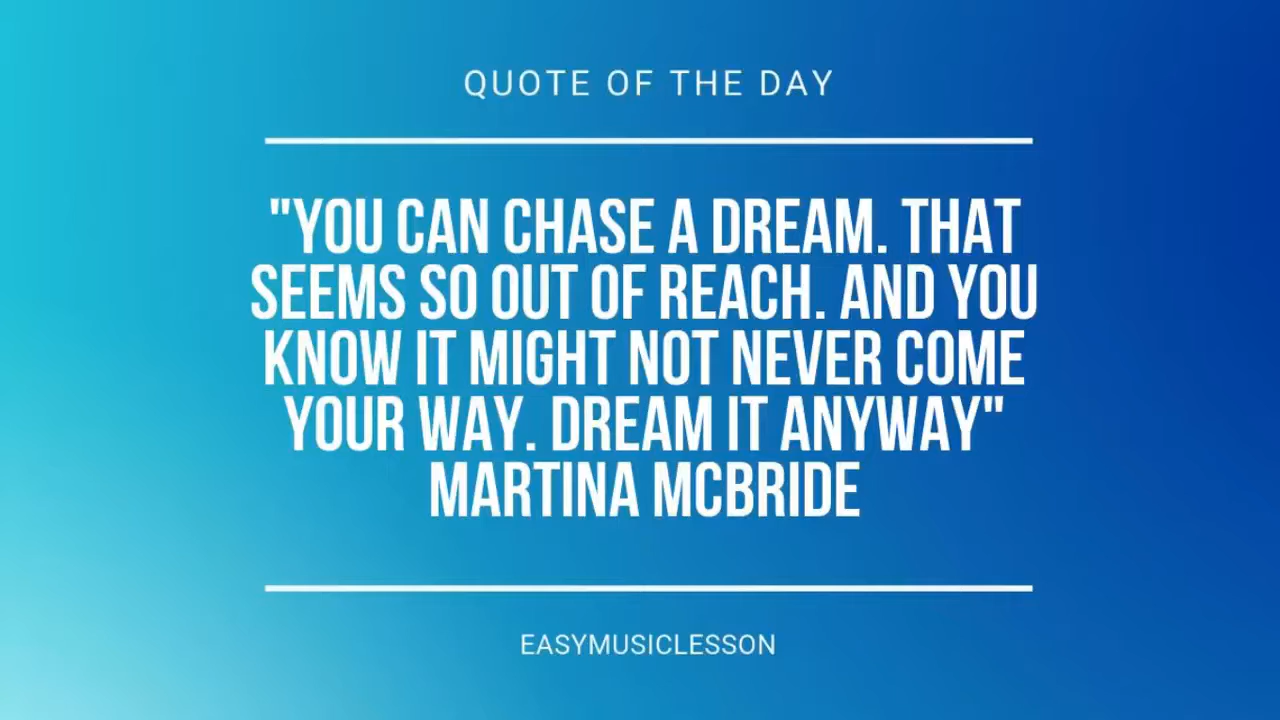 QUOTE OF THE DAY
"YOU CAN CHASE A DREAM. THAT
SEEMS SO OUT OF REACH. AND YOU
KNOW IT MIGHT NOT NEVER COME
YOUR WAY. DREAM IT ANYWAY"
MARTINA MCBRIDE
EASYMUSICLESSON